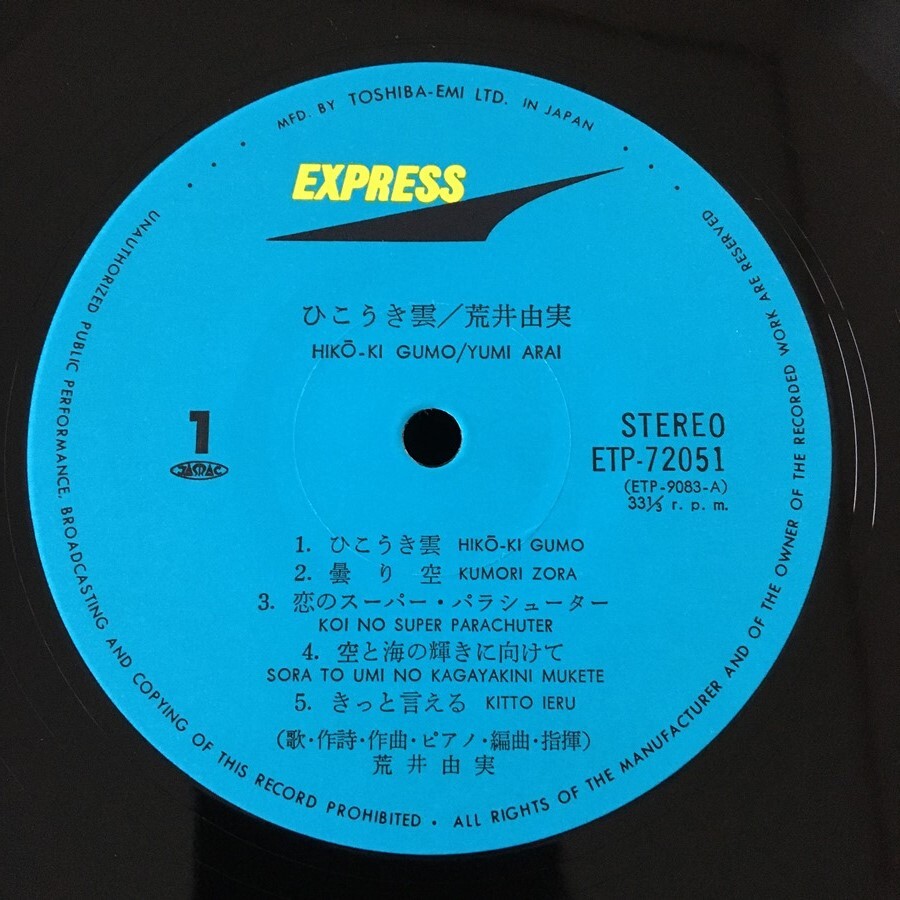 MFD. BY TOSHIBA-EMI LTD. IN JAPAN
EXPRESS
ひこうき雲/荒井由実
HIKŌ-KI GUMO/YUMI ARAI
1
JASRAC
STEREO
ETP-72051
(ETP-9083-A)
33⅓ r. p. m.
1. ひこうき雲 HIKŌ-KI GUMO
2. 曇り空 KUMORI ZORA
3. 恋のスーパー・パラシューター
KOI NO SUPER PARACHUTER
4. 空と海の輝きに向けて
SORA TO UMI NO KAGAYAKINI MUKETE
5. きっと言える KITTO IERU
(歌・作詩・作曲・ピアノ・編曲・指揮)
荒井由実
UNAUTHORIZED PUBLIC PERFORMANCE, BROADCASTING AND COPYING OF THIS RECORD PROHIBITED • ALL RIGHTS OF THE MANUFACTURER AND OF THE OWNER OF THE RECORDED WORK ARE RESERVED